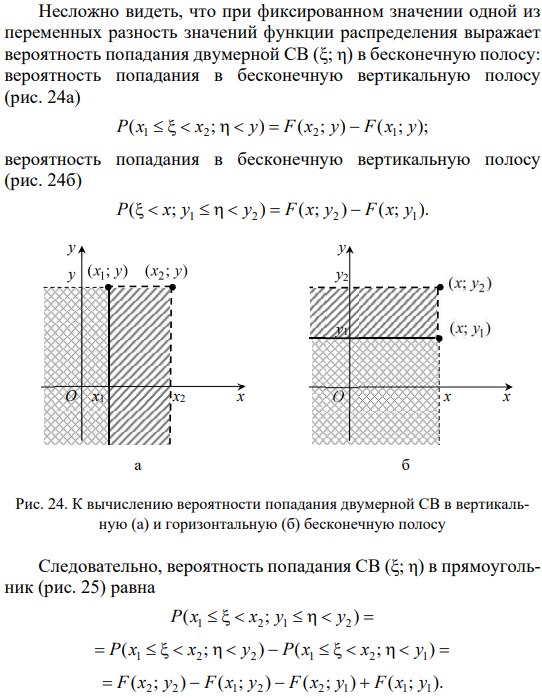 Несложно видеть, что при фиксированном значении одной из
переменных разность значений функции распределения выражает
вероятность попадания двумерной СВ (ξ; η) в бесконечную полосу:
вероятность попадания в бесконечную вертикальную полосу
(рис. 24а)
P(x₁ ≤ ξ < x₂; η < y) = F(x₂; y) − F(x₁; y);
вероятность попадания в бесконечную вертикальную полосу
(рис. 24б)
P(ξ < x; y₁ ≤ η < y₂) = F(x; y₂) − F(x; y₁).
y
y (x₁; y) (x₂; y)
O x₁ x₂ x
а
y
y₂ (x; y₂)
y₁ (x; y₁)
O x x
б
Рис. 24. К вычислению вероятности попадания двумерной СВ в вертикаль-
ную (а) и горизонтальную (б) бесконечную полосу
Следовательно, вероятность попадания СВ (ξ; η) в прямоуголь-
ник (рис. 25) равна
P(x₁ ≤ ξ < x₂; y₁ ≤ η < y₂) =
= P(x₁ ≤ ξ < x₂; η < y₂) − P(x₁ ≤ ξ < x₂; η < y₁) =
= F(x₂; y₂) − F(x₁; y₂) − F(x₂; y₁) + F(x₁; y₁).